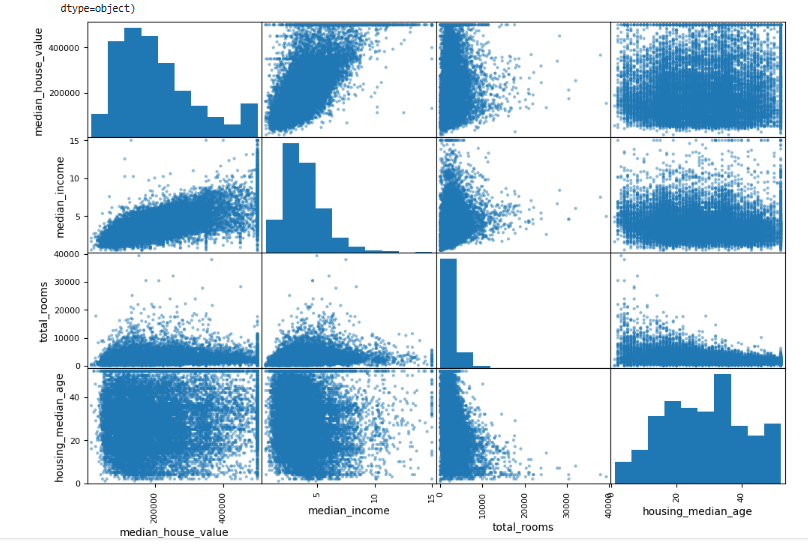 dtype=object)
median_house_value
400000
200000
median_income
15
10
5
total_rooms
40000
30000
20000
10000
0
housing_median_age
40
20
0
200000
400000
median_house_value
5
10
15
median_income
0
10000
20000
30000
40000
total_rooms
20
40
housing_median_age